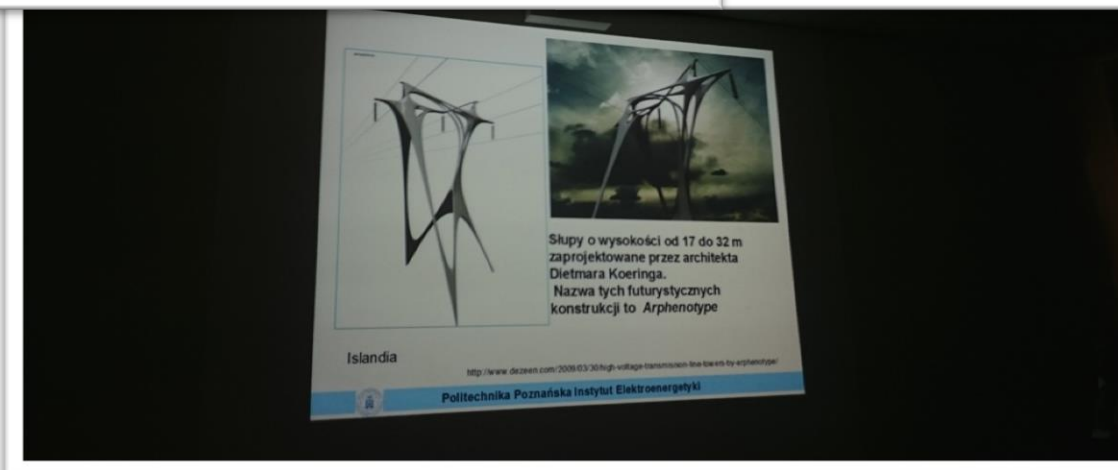 Słupy o wysokości od 17 do 32 m
zaprojektowane przez architekta
Dietmara Koeringa.
Nazwa tych futurystycznych
konstrukcji to Arphenotype
Islandia
http://www.dezeen.com/2009/03/30/high-voltage-transmission-line-towers-by-arphenotype/
Politechnika Poznańska Instytut Elektroenergetyki